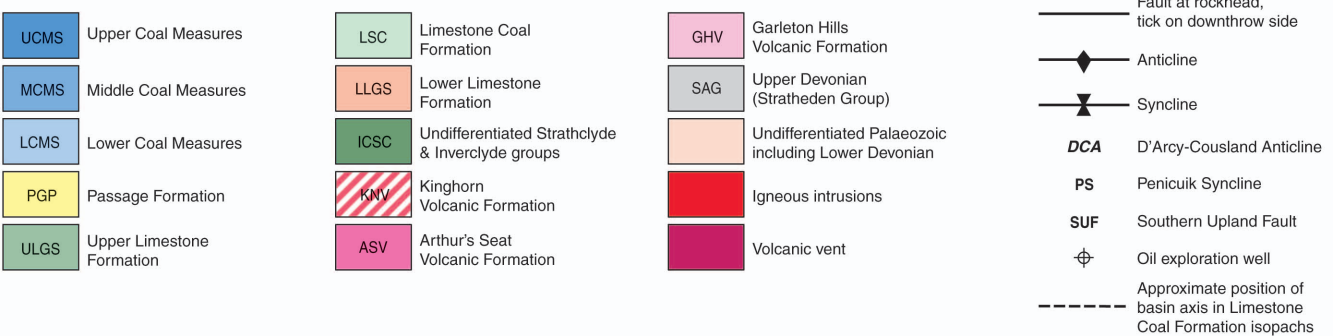 UCMS Upper Coal Measures
MCMS Middle Coal Measures
LCMS Lower Coal Measures
PGP Passage Formation
ULGS Upper Limestone
Formation
LSC Limestone Coal
Formation
LLGS Lower Limestone
Formation
ICSC Undifferentiated Strathclyde
& Inverclyde groups
KNV Kinghorn
Volcanic Formation
ASV Arthur's Seat
Volcanic Formation
GHV Garleton Hills
Volcanic Formation
SAG Upper Devonian
(Stratheden Group)
Undifferentiated Palaeozoic
including Lower Devonian
Igneous intrusions
Volcanic vent
Fault at rockhead,
tick on downthrow side
Anticline
Syncline
DCA D'Arcy-Cousland Anticline
PS Penicuik Syncline
SUF Southern Upland Fault
Oil exploration well
Approximate position of
basin axis in Limestone
Coal Formation isopachs